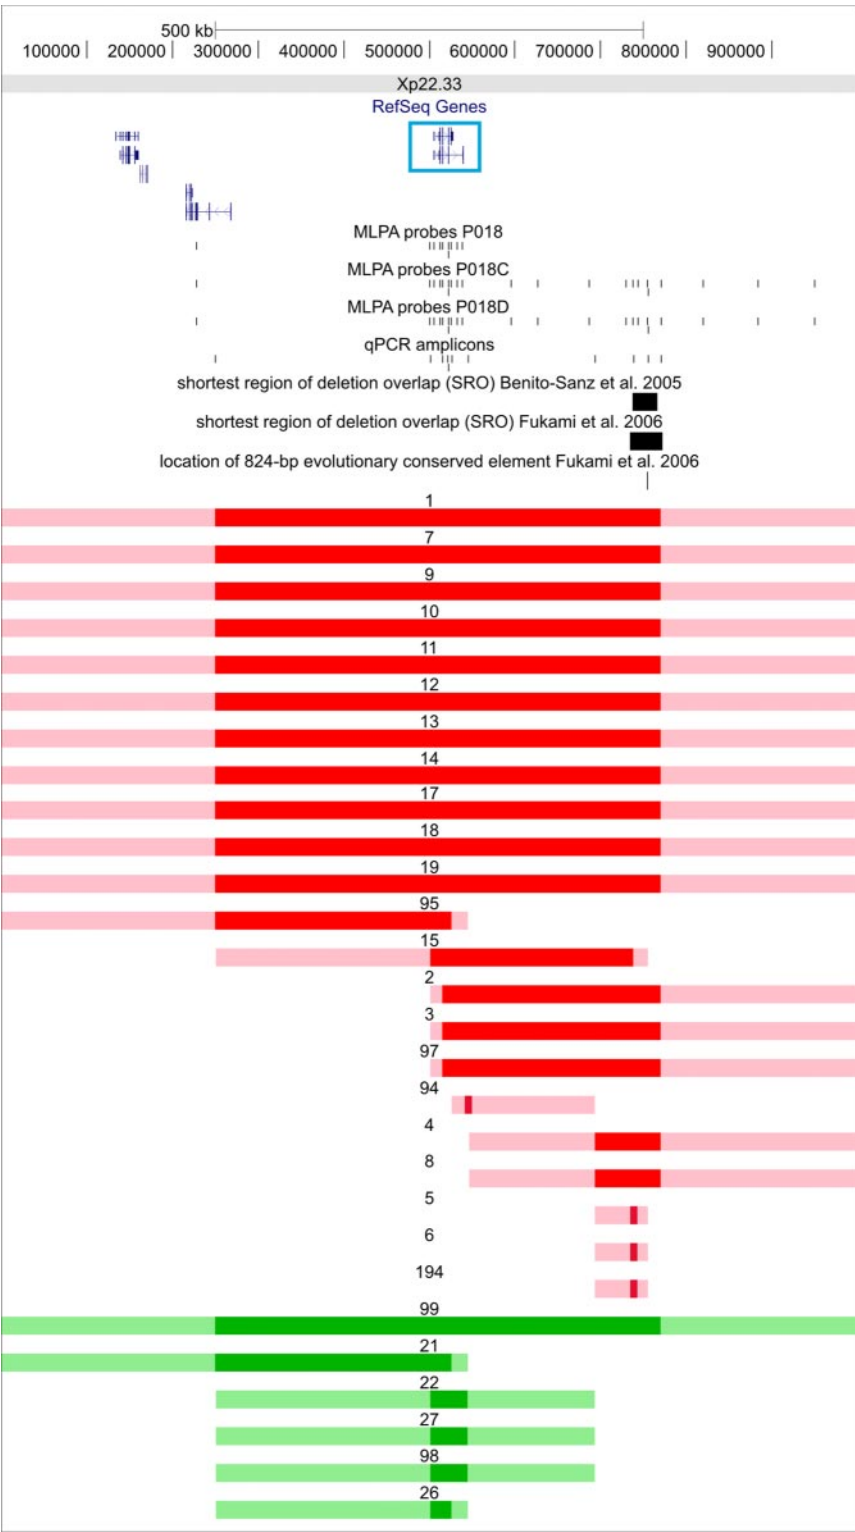 500 kb
100000 200000 300000 400000 500000 600000 700000 800000 900000
Xp22.33
RefSeq Genes
MLPA probes P018
MLPA probes P018C
MLPA probes P018D
qPCR amplicons
shortest region of deletion overlap (SRO) Benito-Sanz et al. 2005
shortest region of deletion overlap (SRO) Fukami et al. 2006
location of 824-bp evolutionary conserved element Fukami et al. 2006
1
7
9
10
11
12
13
14
17
18
19
95
15
2
3
97
94
4
8
5
6
194
99
21
22
27
98
26